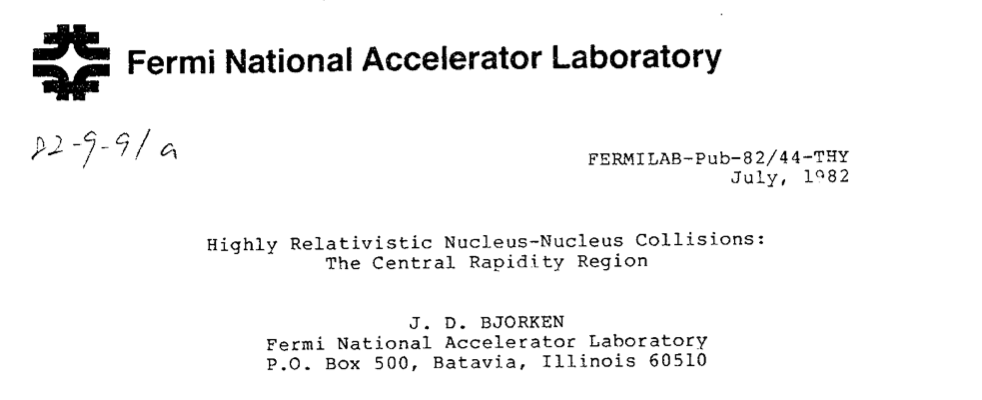 Fermi National Accelerator Laboratory
82-9-9/a
FERMILAB-Pub-82/44-THY
July, 1982
Highly Relativistic Nucleus-Nucleus Collisions:
The Central Rapidity Region
J. D. BJORKEN
Fermi National Accelerator Laboratory
P.O. Box 500, Batavia, Illinois 60510